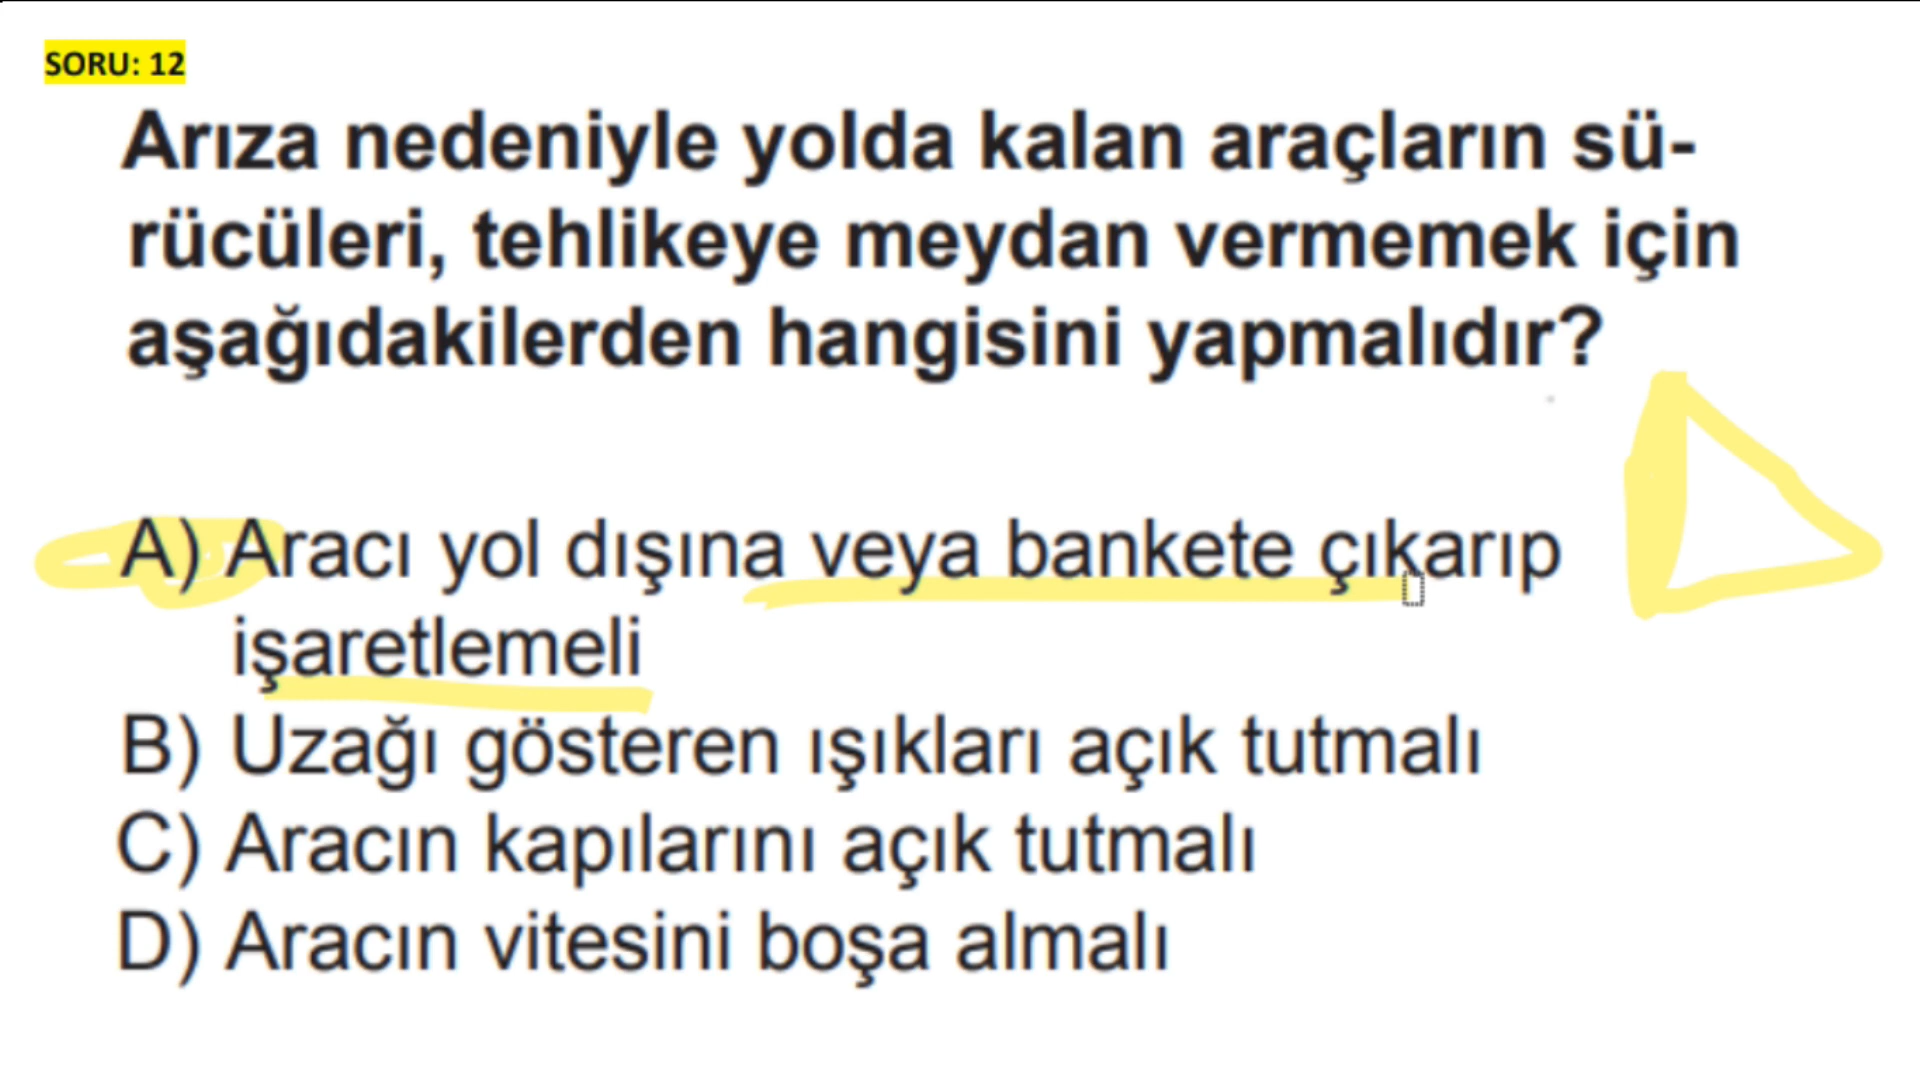 SORU: 12
Arıza nedeniyle yolda kalan araçların sü-
rücüleri, tehlikeye meydan vermemek için
aşağıdakilerden hangisini yapmalıdır?
A) Aracı yol dışına veya bankete çıkarıp
işaretlemeli
B) Uzağı gösteren ışıkları açık tutmalı
C) Aracın kapılarını açık tutmalı
D) Aracın vitesini boşa almalı